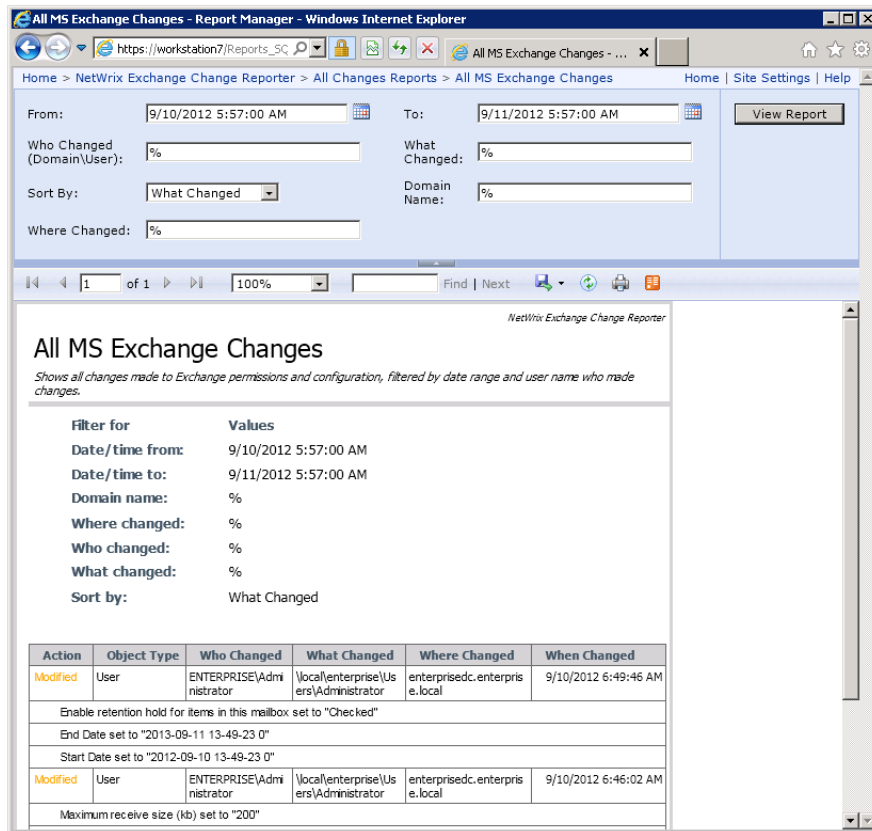 All MS Exchange Changes - Report Manager - Windows Internet Explorer
https://workstation7/Reports_SQ
All MS Exchange Changes - ...
Home > NetWrix Exchange Change Reporter > All Changes Reports > All MS Exchange Changes
Home | Site Settings | Help
From: 9/10/2012 5:57:00 AM To: 9/11/2012 5:57:00 AM View Report
Who Changed (Domain\User): % What Changed: %
Sort By: What Changed Domain Name: %
Where Changed: %
1 of 1 100% Find | Next
NetWrix Exchange Change Reporter
All MS Exchange Changes
Shows all changes made to Exchange permissions and configuration, filtered by date range and user name who made
changes.
Filter for Values
Date/time from: 9/10/2012 5:57:00 AM
Date/time to: 9/11/2012 5:57:00 AM
Domain name: %
Where changed: %
Who changed: %
What changed: %
Sort by: What Changed
Action Object Type Who Changed What Changed Where Changed When Changed
Modified User ENTERPRISE\Admi \local\enterprise\Us enterprisedc.enterpris 9/10/2012 6:49:46 AM
nistrator ers\Administrator e.local
Enable retention hold for items in this mailbox set to "Checked"
End Date set to "2013-09-11 13-49-23 0"
Start Date set to "2012-09-10 13-49-23 0"
Modified User ENTERPRISE\Admi \local\enterprise\Us enterprisedc.enterpris 9/10/2012 6:46:02 AM
nistrator ers\Administrator e.local
Maximum receive size (kb) set to "200"